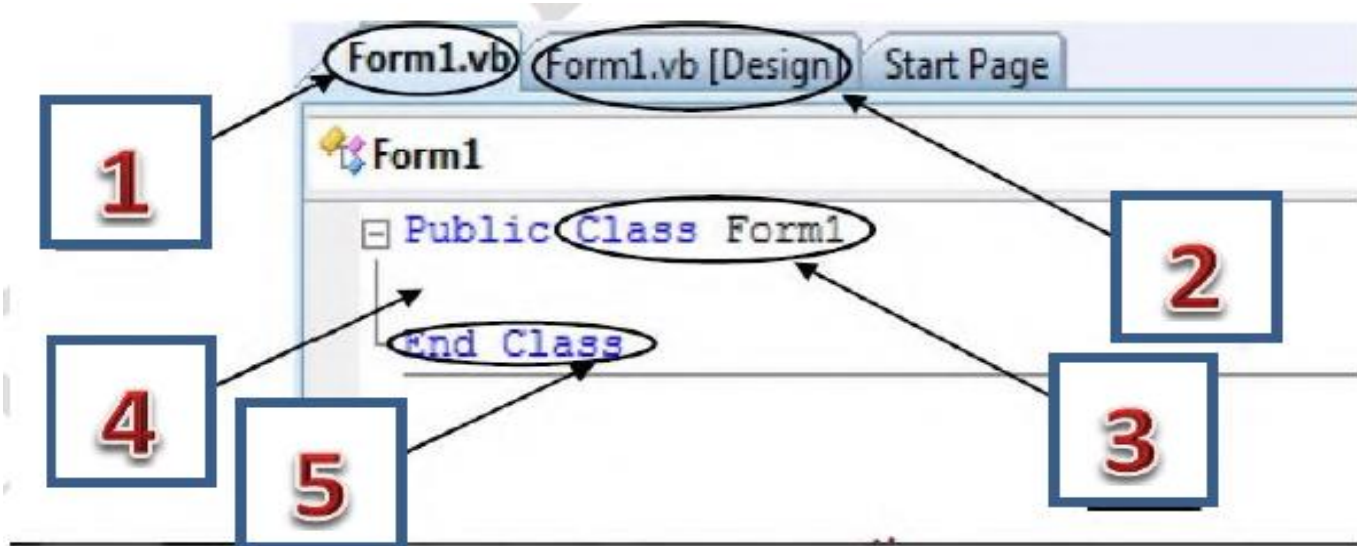 Form1.vb Form1.vb [Design] Start Page
1
Form1
Public Class Form1
2
End Class
4
3
5